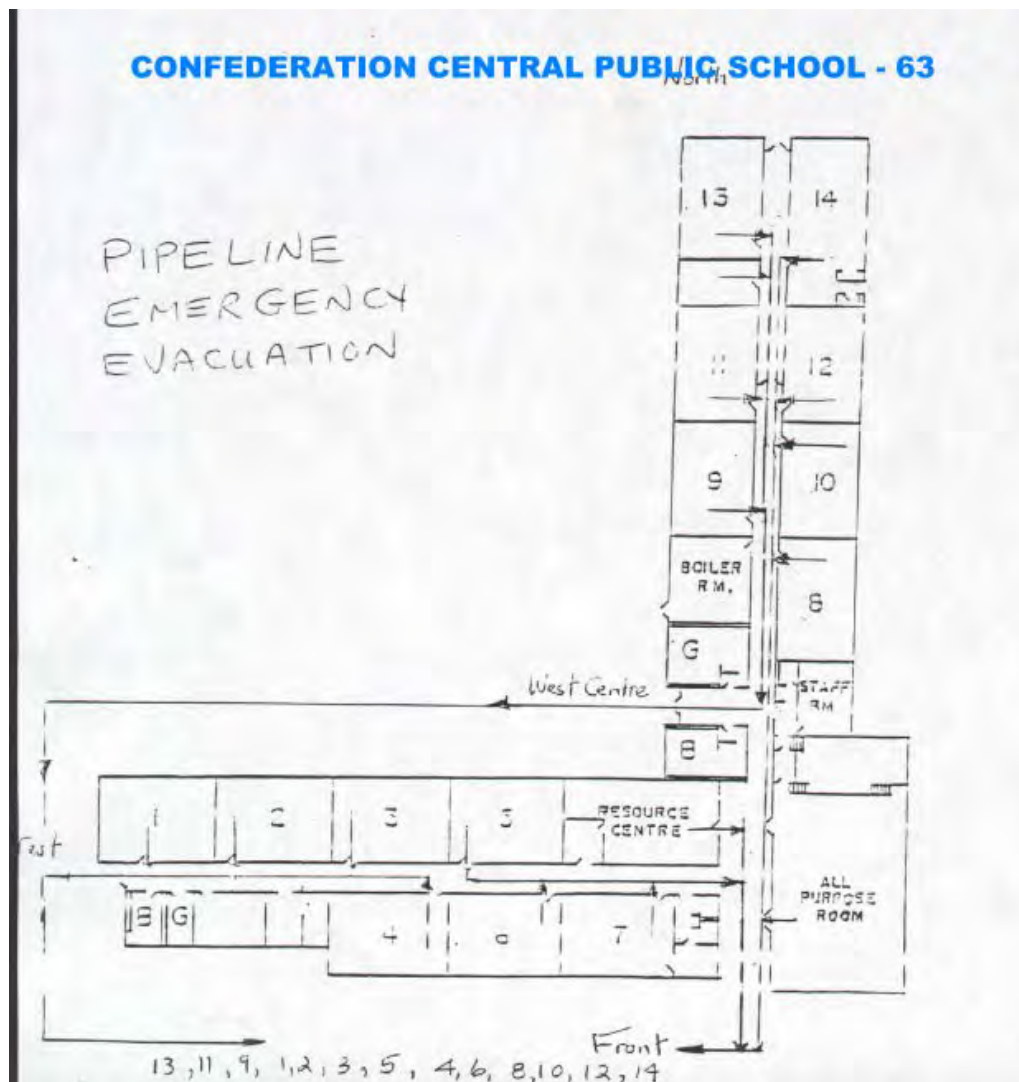 CONFEDERATION CENTRAL PUBLIC SCHOOL - 63
North
PIPELINE
EMERGENCY
EVACUATION
13
14
11
12
9
10
BOILER
RM.
8
G
West Centre
STAFF
RM
B
1
2
3
5
RESOURCE
CENTRE
ALL
PURPOSE
ROOM
B
G
4
6
7
Front
13, 11, 9, 1, 2, 3, 5, 4, 6, 8, 10, 12, 14